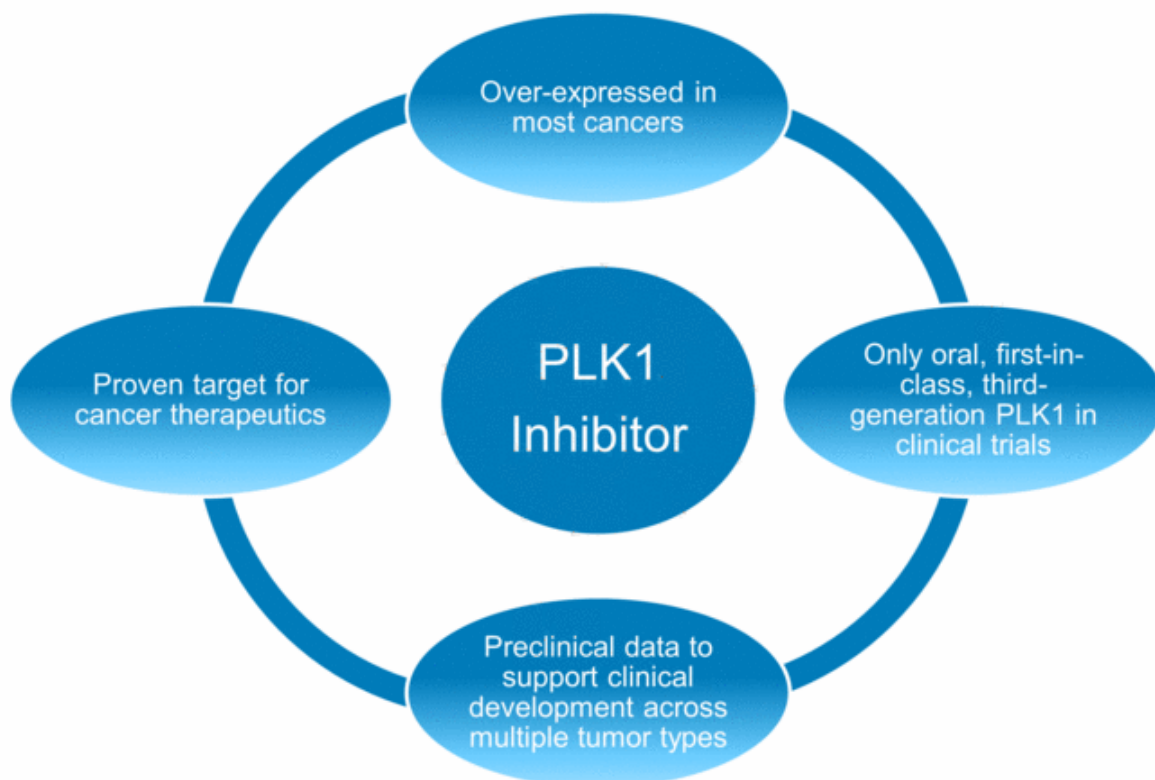 Over-expressed in
most cancers
Proven target for
cancer therapeutics
PLK1
Inhibitor
Only oral, first-in-
class, third-
generation PLK1 in
clinical trials
Preclinical data to
support clinical
development across
multiple tumor types